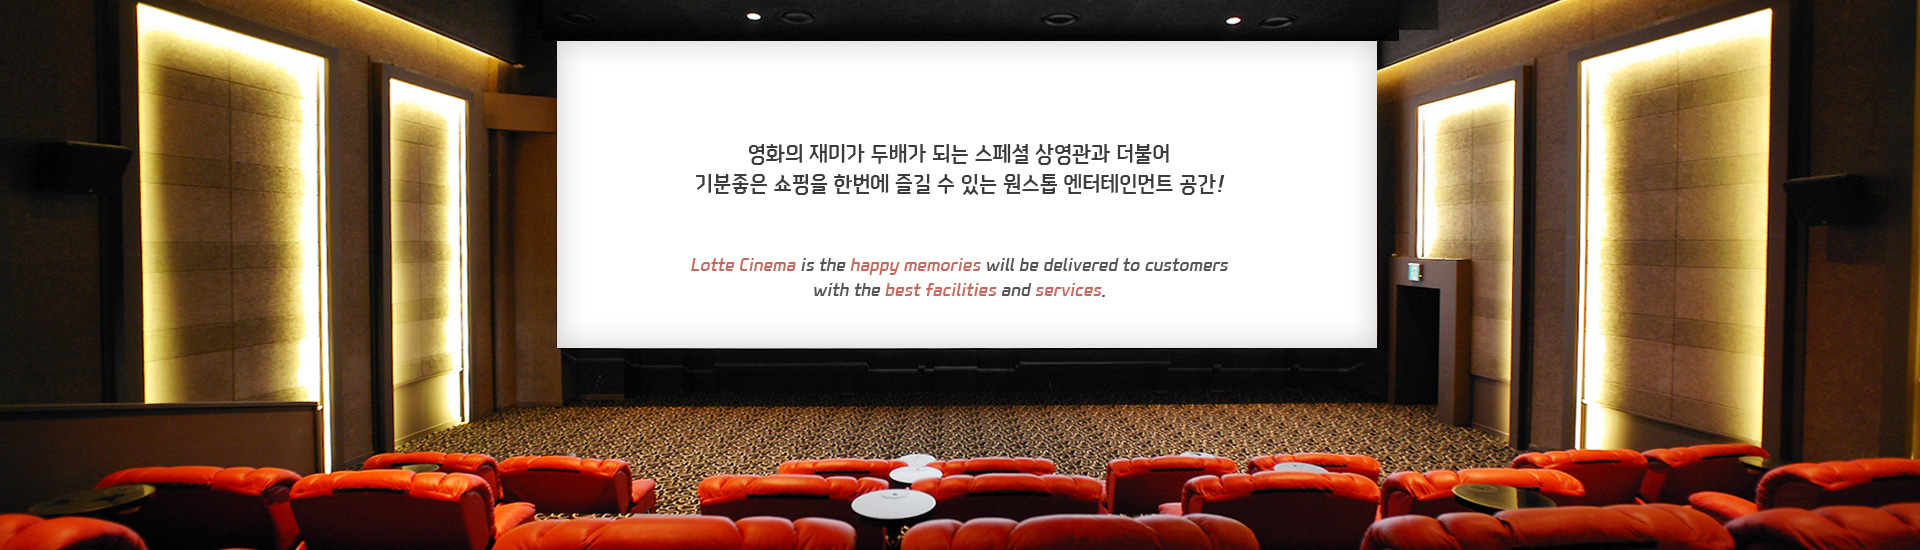 영화의 재미가 두배가 되는 스페셜 상영관과 더불어
기분좋은 쇼핑을 한번에 즐길 수 있는 원스톱 엔터테인먼트 공간!
Lotte Cinema is the happy memories will be delivered to customers
with the best facilities and services.